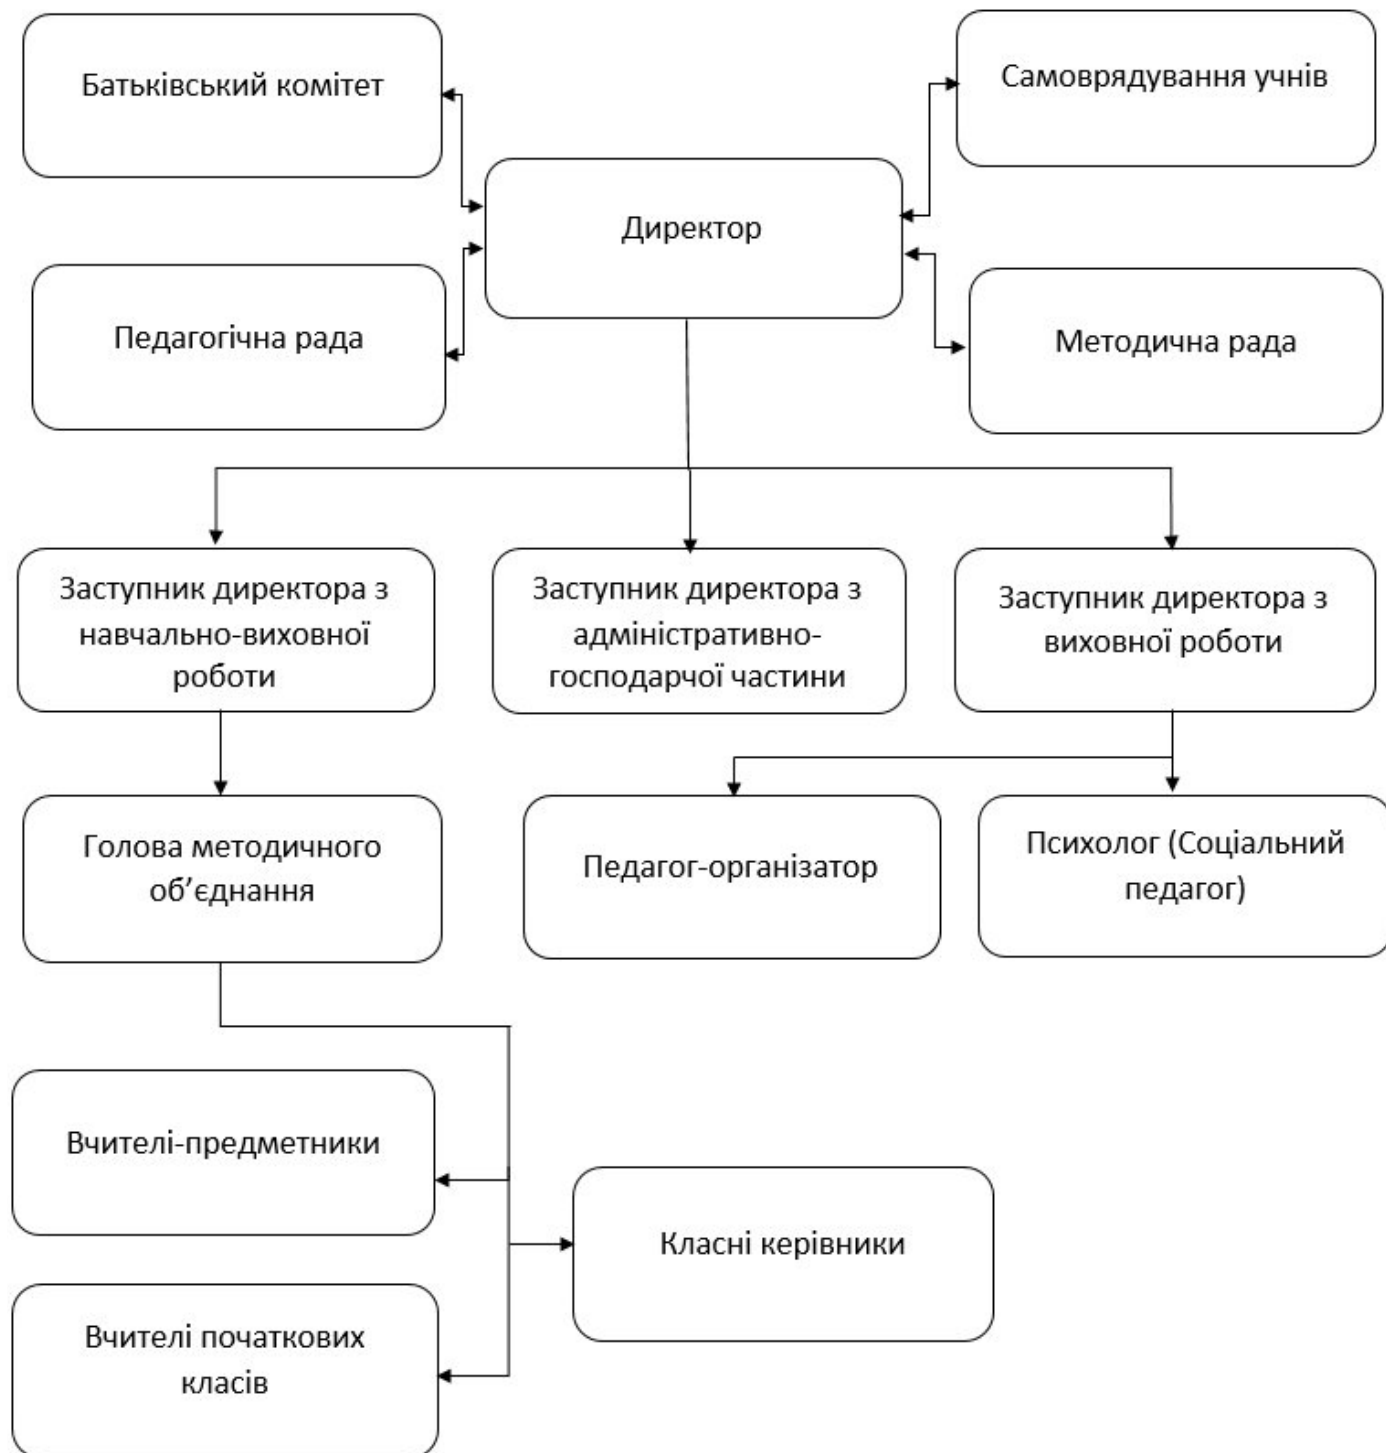 Батьківський комітет
Самоврядування учнів
Директор
Педагогічна рада
Методична рада
Заступник директора з
навчально-виховної
роботи
Заступник директора з
адміністративно-
господарчої частини
Заступник директора з
виховної роботи
Голова методичного
об’єднання
Педагог-організатор
Психолог (Соціальний
педагог)
Вчителі-предметники
Класні керівники
Вчителі початкових
класів